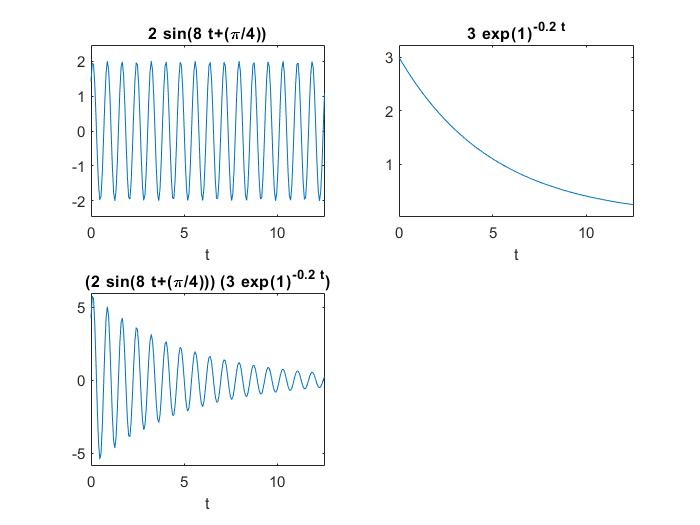 2 sin(8 t+(π/4))
2
1
0
-1
-2
0 5 10
t
3 exp(1)^-0.2 t
3
2
1
0 5 10
t
(2 sin(8 t+(π/4))) (3 exp(1)^-0.2 t)
5
0
-5
0 5 10
t